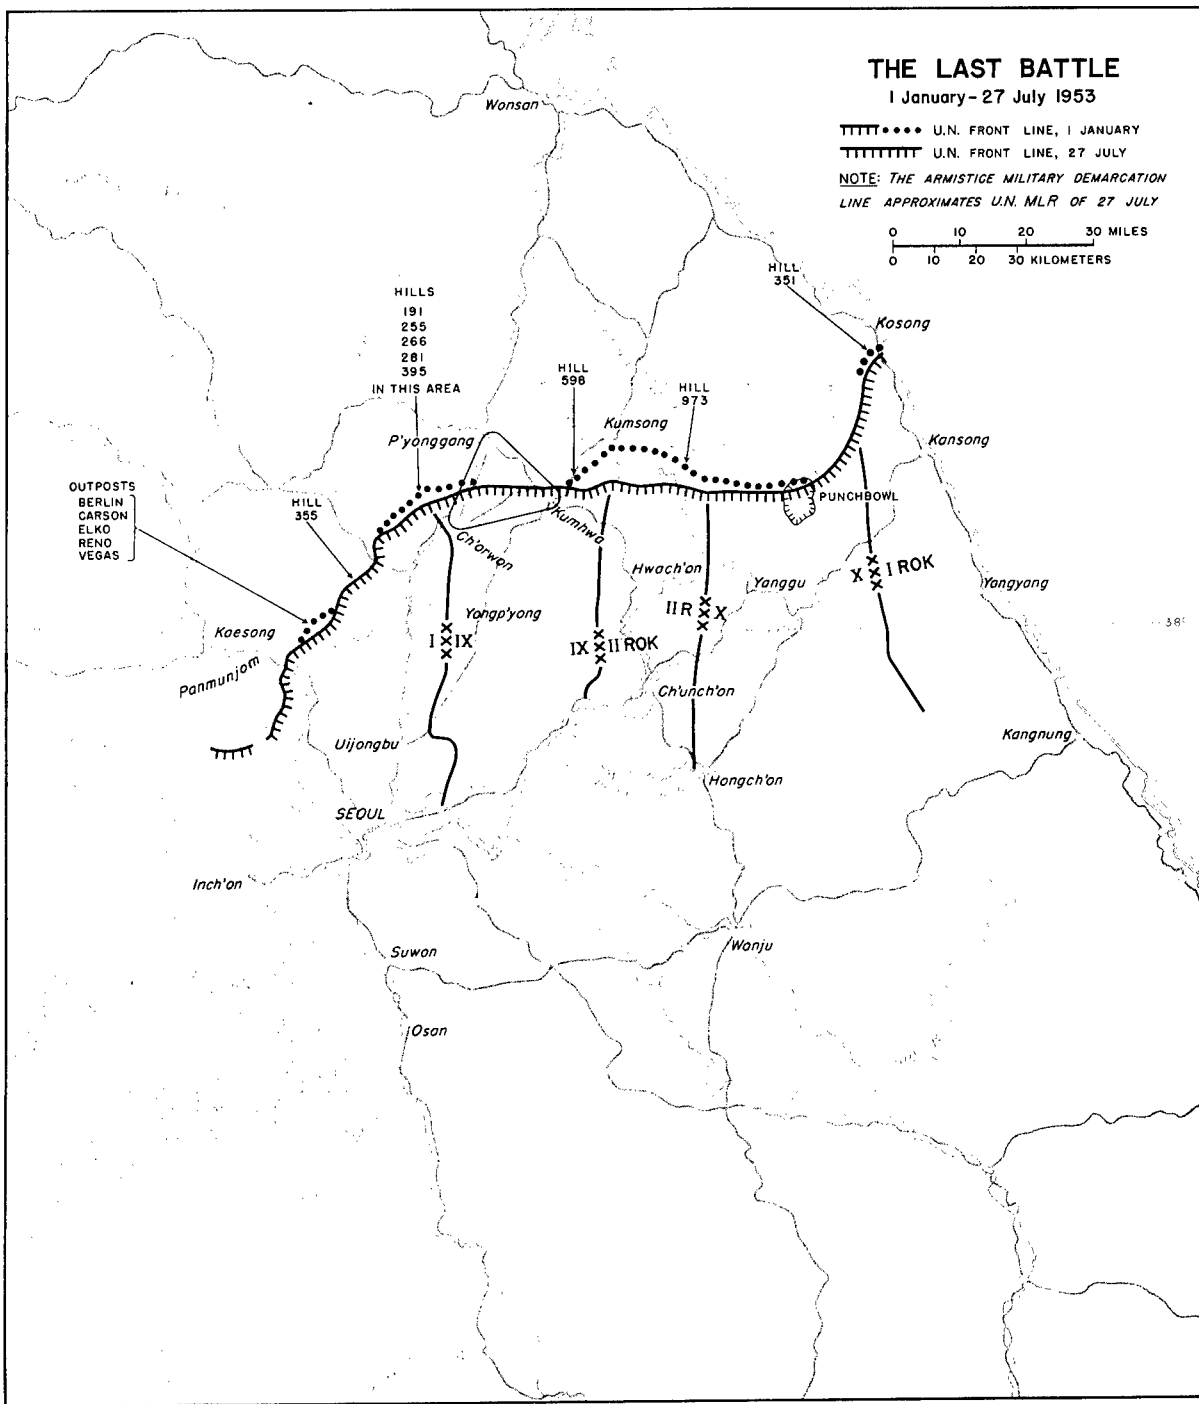 THE LAST BATTLE
1 January - 27 July 1953
U.N. FRONT LINE, 1 JANUARY
U.N. FRONT LINE, 27 JULY
NOTE: THE ARMISTICE MILITARY DEMARCATION
LINE APPROXIMATES U.N. MLR OF 27 JULY
0 10 20 30 MILES
0 10 20 30 KILOMETERS
Wonsan
HILL
351
Kosong
HILLS
191
255
266
281
395
IN THIS AREA
HILL
598
HILL
973
Kumsong
P'yonggang
Kansong
OUTPOSTS
BERLIN
CARSON
ELKO
RENO
VEGAS
HILL
355
PUNCHBOWL
Kumhwa
Ch'orwon
Hwach'on
Yanggu
X I ROK
Yangyang
Yongp'yong
II R X
Kaesong
I IX
IX II ROK
38°
Panmunjom
Ch'unch'on
Uijongbu
Kangnung
Hongch'on
SEOUL
Inch'on
Suwon
Wonju
Osan